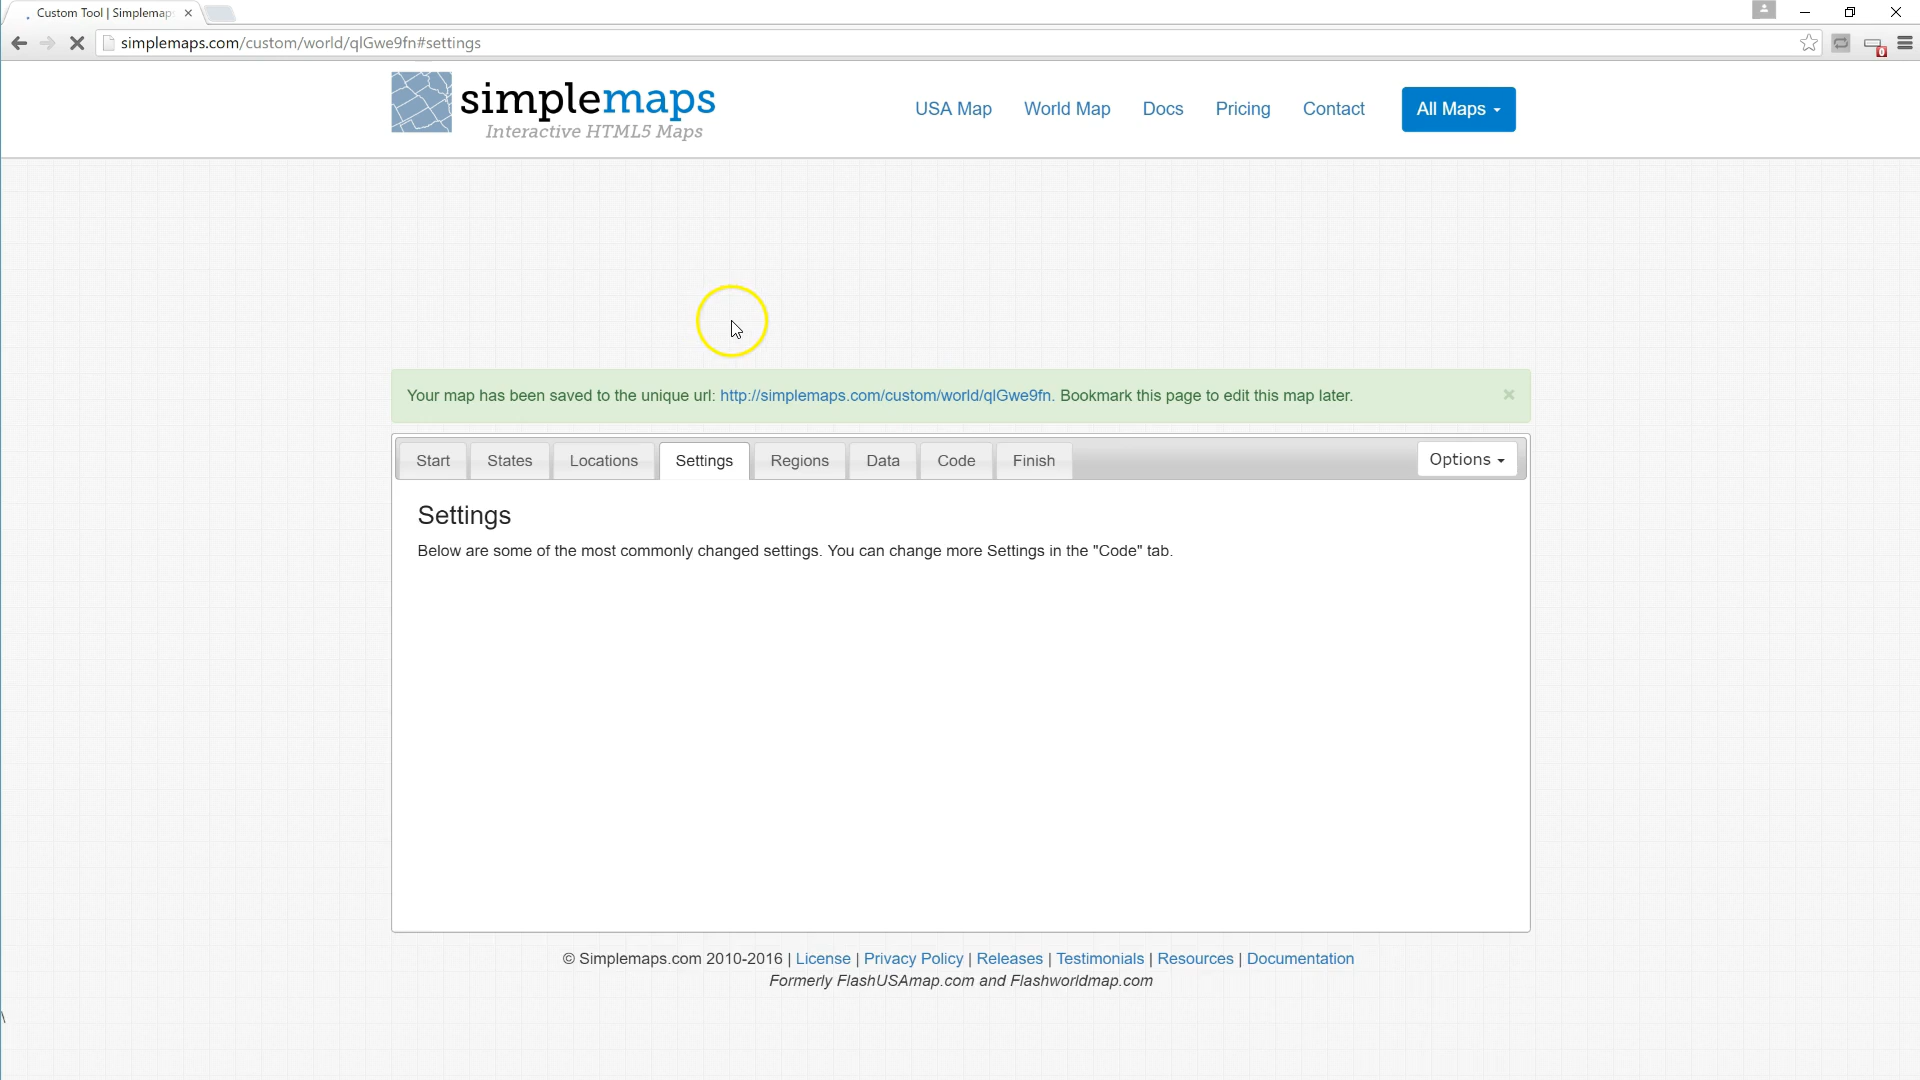 Custom Tool | Simplemap
simplemaps.com/custom/world/qlGwe9fn#settings
0
simplemaps
Interactive HTML5 Maps
USA Map
World Map
Docs
Pricing
Contact
All Maps
Your map has been saved to the unique url: http://simplemaps.com/custom/world/qlGwe9fn. Bookmark this page to edit this map later.
Start
States
Locations
Settings
Regions
Data
Code
Finish
Options
Settings
Below are some of the most commonly changed settings. You can change more Settings in the "Code" tab.
© Simplemaps.com 2010-2016 | License | Privacy Policy | Releases | Testimonials | Resources | Documentation
Formerly FlashUSAmap.com and Flashworldmap.com